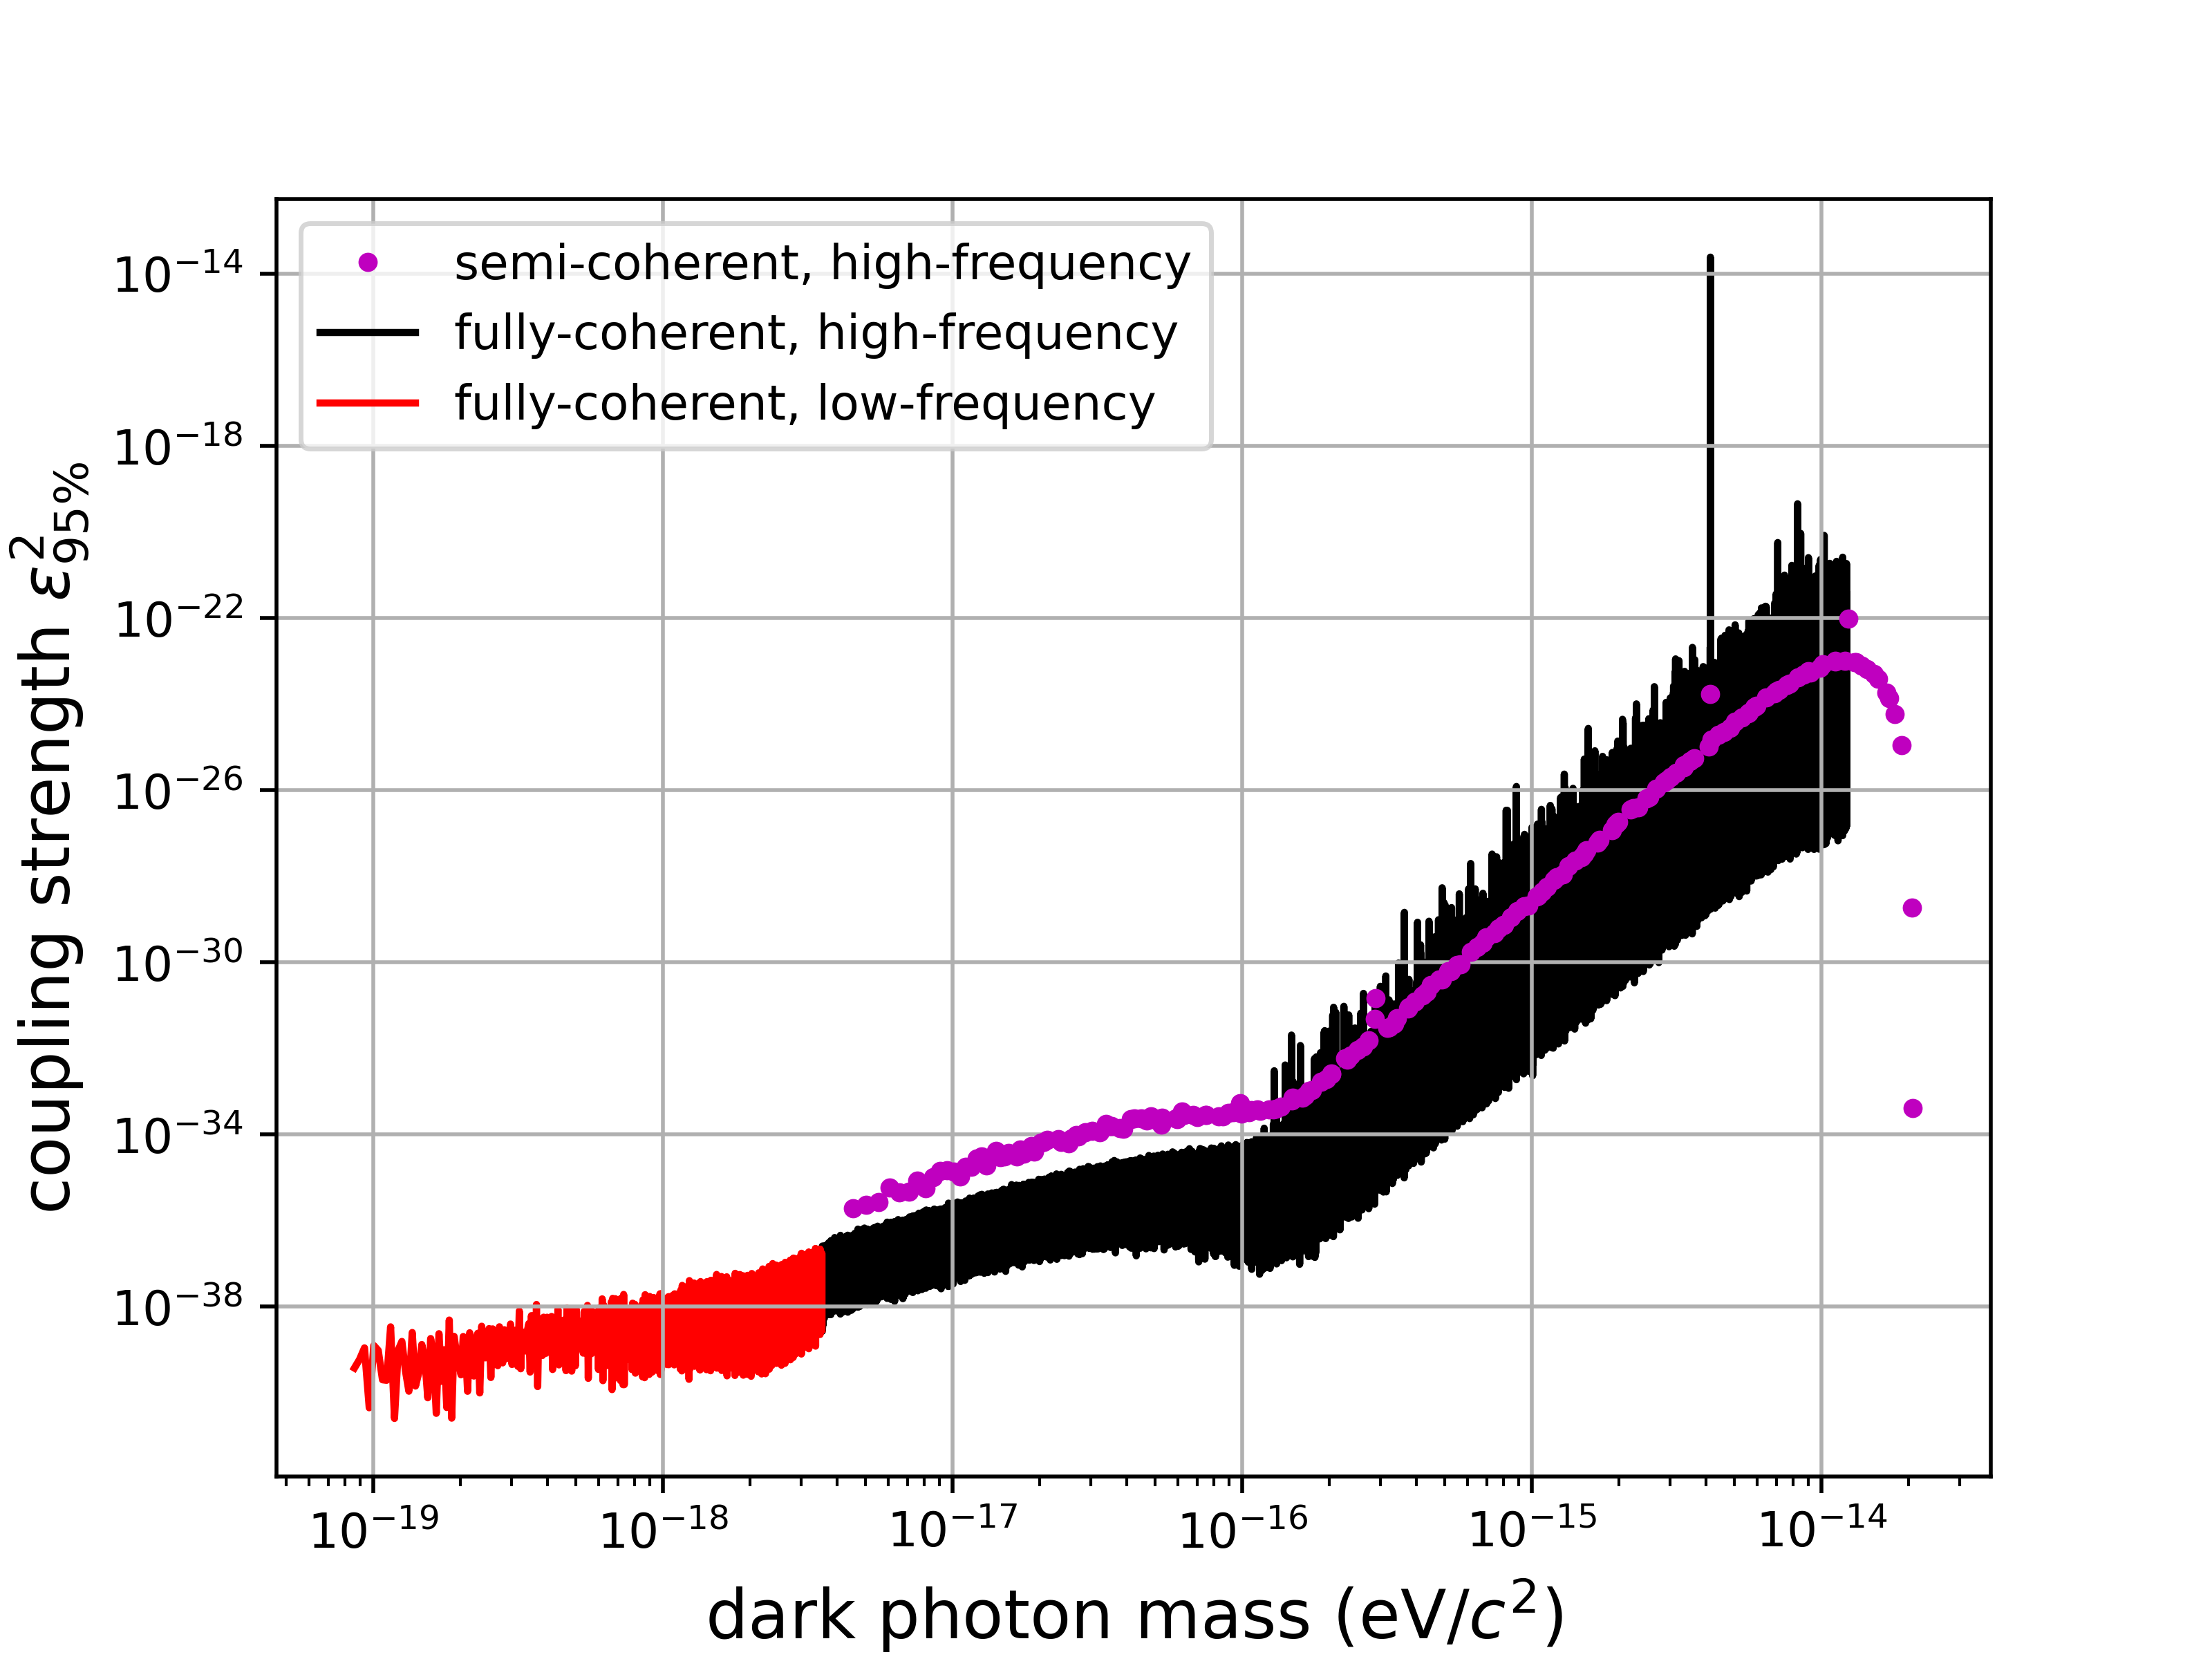 semi-coherent, high-frequency
fully-coherent, high-frequency
fully-coherent, low-frequency
coupling strength ε²₉₅%
10⁻¹⁴
10⁻¹⁸
10⁻²²
10⁻²⁶
10⁻³⁰
10⁻³⁴
10⁻³⁸
10⁻¹⁹ 10⁻¹⁸ 10⁻¹⁷ 10⁻¹⁶ 10⁻¹⁵ 10⁻¹⁴
dark photon mass (eV/c²)